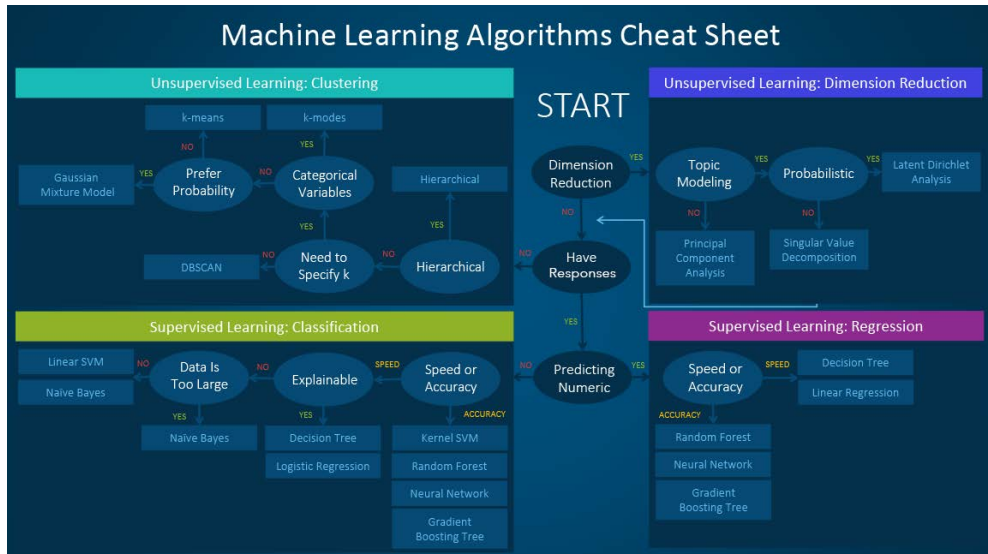 Machine Learning Algorithms Cheat Sheet
Unsupervised Learning: Clustering
k-means
k-modes
NO
YES
Gaussian
Mixture Model
YES
Prefer
Probability
NO
Categorical
Variables
Hierarchical
YES
YES
DBSCAN
NO
Need to
Specify k
NO
Hierarchical
NO
START
Dimension
Reduction
YES
NO
Have
Responses
YES
Predicting
Numeric
Unsupervised Learning: Dimension Reduction
Topic
Modeling
YES
Probabilistic
YES
Latent Dirichlet
Analysis
NO
NO
Principal
Component
Analysis
Singular Value
Decomposition
Supervised Learning: Classification
Linear SVM
Naïve Bayes
NO
Data Is
Too Large
NO
Explainable
SPEED
Speed or
Accuracy
NO
YES
YES
ACCURACY
Naïve Bayes
Decision Tree
Logistic Regression
Kernel SVM
Random Forest
Neural Network
Gradient
Boosting Tree
Supervised Learning: Regression
YES
Speed or
Accuracy
SPEED
Decision Tree
Linear Regression
ACCURACY
Random Forest
Neural Network
Gradient
Boosting Tree